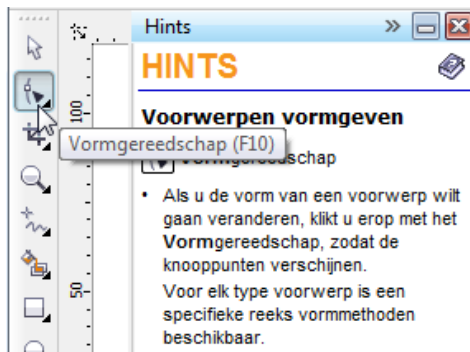 Hints
HINTS
100
Voorwerpen vormgeven
Vormgereedschap (F10)
Vormgereedschap
• Als u de vorm van een voorwerp wilt
gaan veranderen, klikt u erop met het
Vormgereedschap, zodat de
knooppunten verschijnen.
Voor elk type voorwerp is een
specifieke reeks vormmethoden
beschikbaar.
50